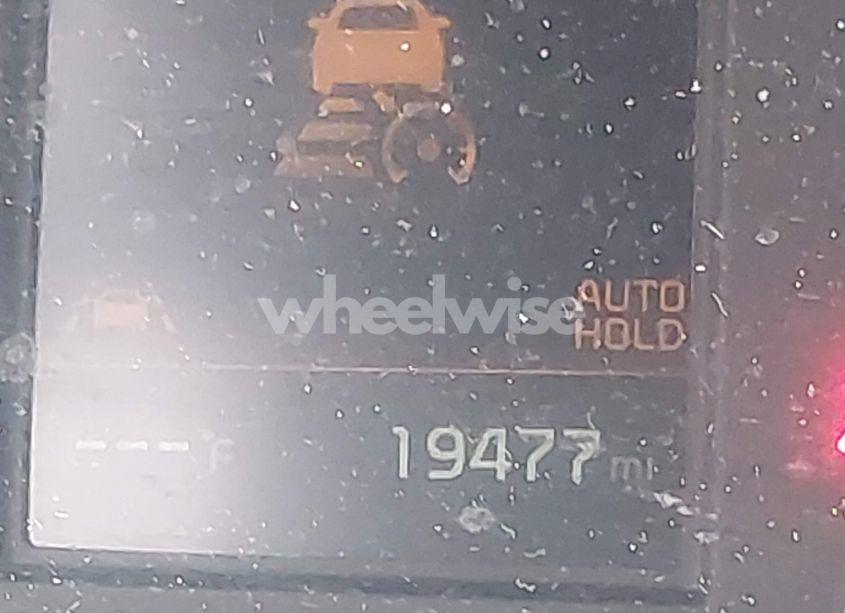 wheelwise
AUTO
HOLD
--- °F 19477 mi